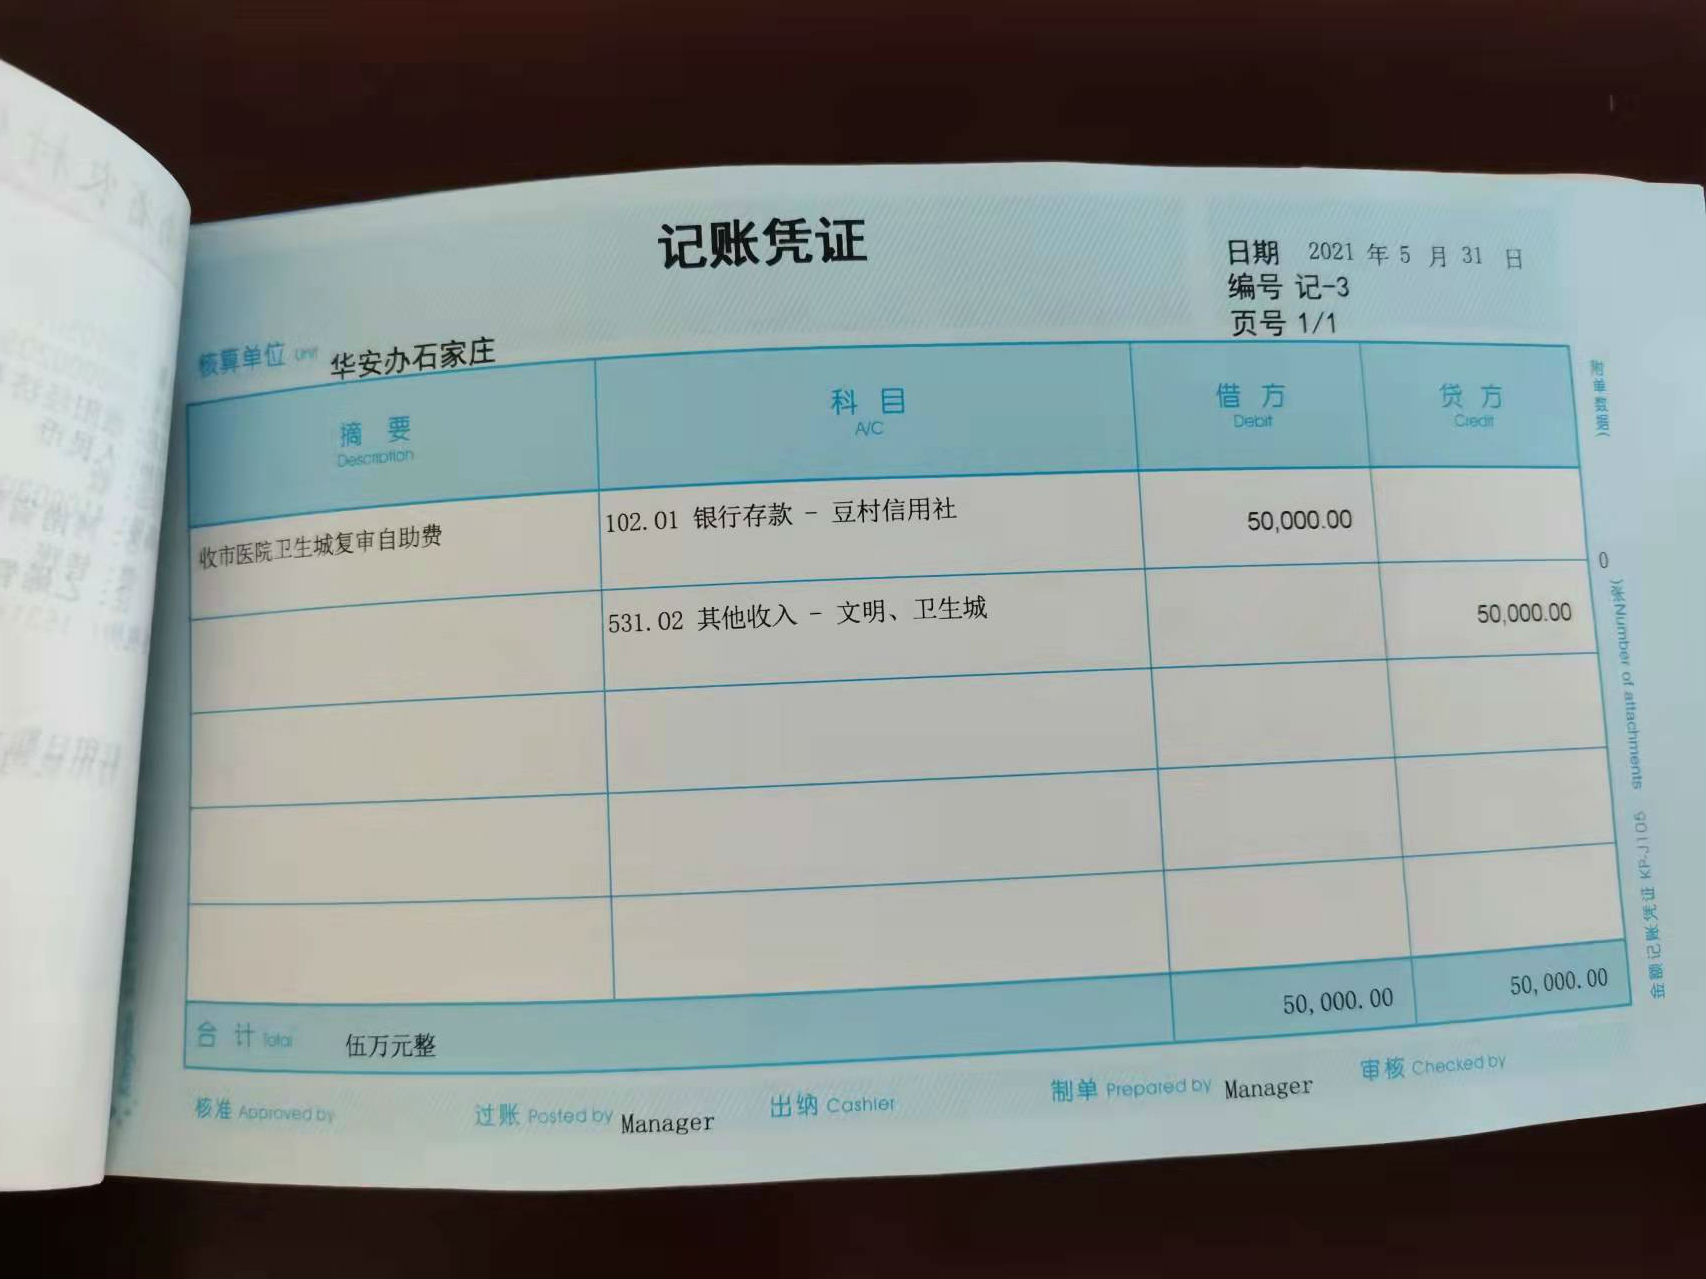 记账凭证
日期 2021 年 5 月 31 日
编号 记-3
页号 1/1
核算单位 Unit 华安办石家庄
摘要 科目 借方 贷方
Description A/C Debit Credit
收市医院卫生城复审自助费 102.01 银行存款 - 豆村信用社 50,000.00
531.02 其他收入 - 文明、卫生城 50,000.00
合计 Total 伍万元整 50,000.00 50,000.00
核准 Approved by 过账 Posted by Manager 出纳 Cashier 制单 Prepared by Manager 审核 Checked by
附单数据( 0 )张Number of attachments
金额记账凭证 KP-J105